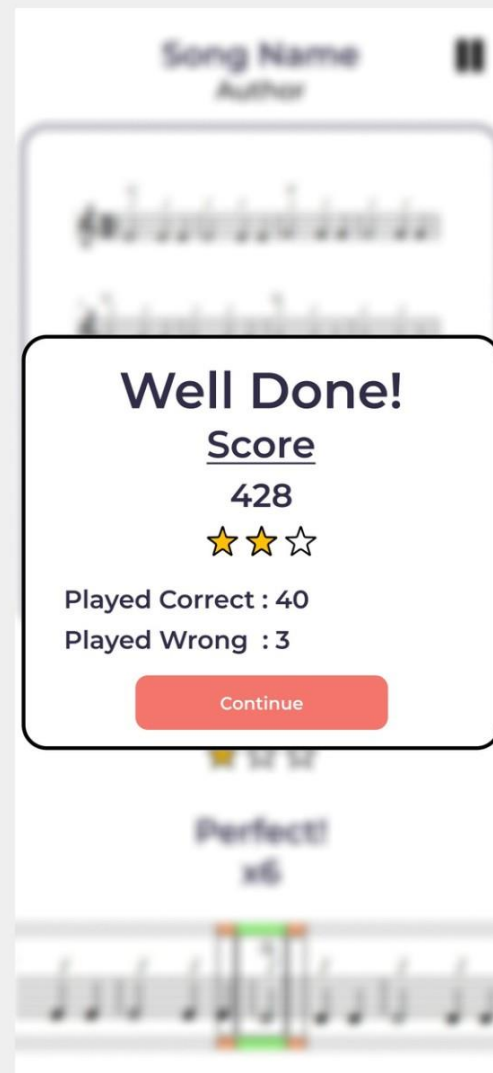 Song Name
Author
Well Done!
Score
428
Played Correct : 40
Played Wrong : 3
Continue
Perfect!
x6